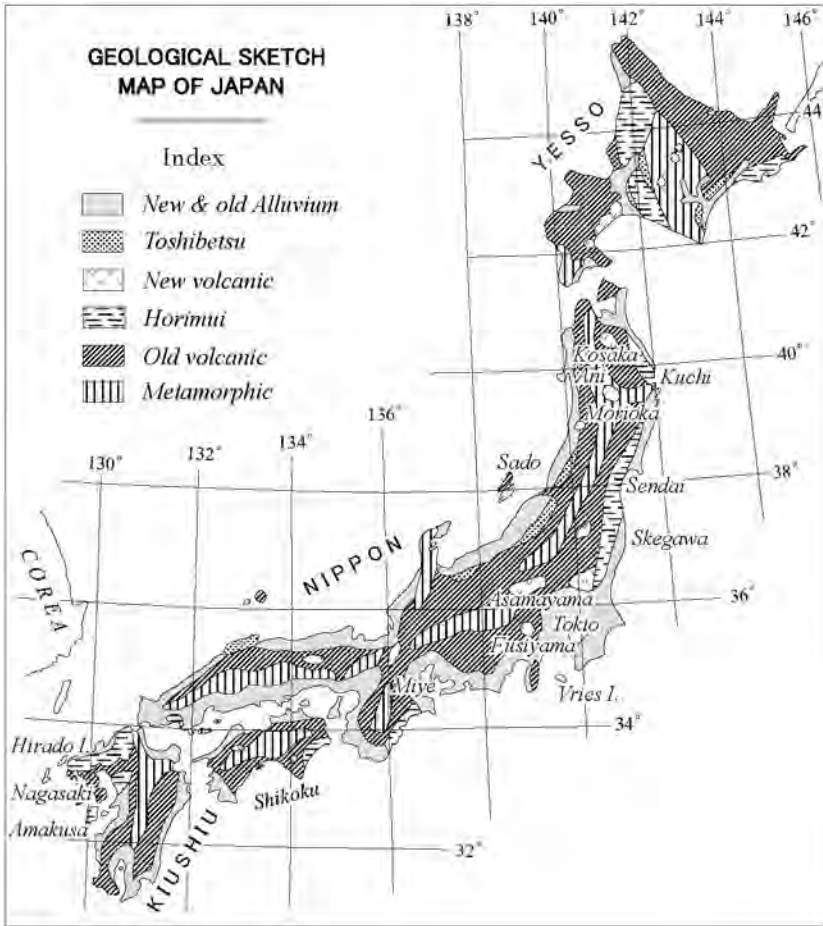 GEOLOGICAL SKETCH
MAP OF JAPAN
Index
New & old Alluvium
Toshibetsu
New volcanic
Horimui
Old volcanic
Metamorphic
138°
140°
142°
144°
146°
44°
Y.ESSO
42°
40°
Kosaka
Ani
Kuchi
Morioka
136°
134°
132°
130°
Sado
38°
Sendai
Skegawa
NIPPON
COREA
36°
Asamayama
Tokio
Fusiyama
Miye
Vries I.
34°
Hirado I.
Nagasaki
Shikoku
Amakusa
KIUSHIU
32°